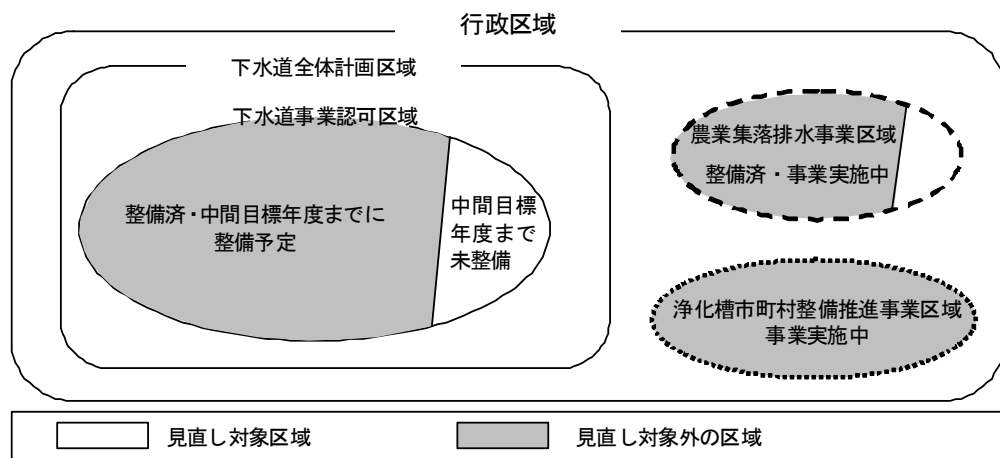 行政区域
下水道全体計画区域
下水道事業認可区域
整備済・中間目標年度までに
整備予定
中間目標
年度まで
未整備
農業集落排水事業区域
整備済・事業実施中
浄化槽市町村整備推進事業区域
事業実施中
見直し対象区域
見直し対象外の区域